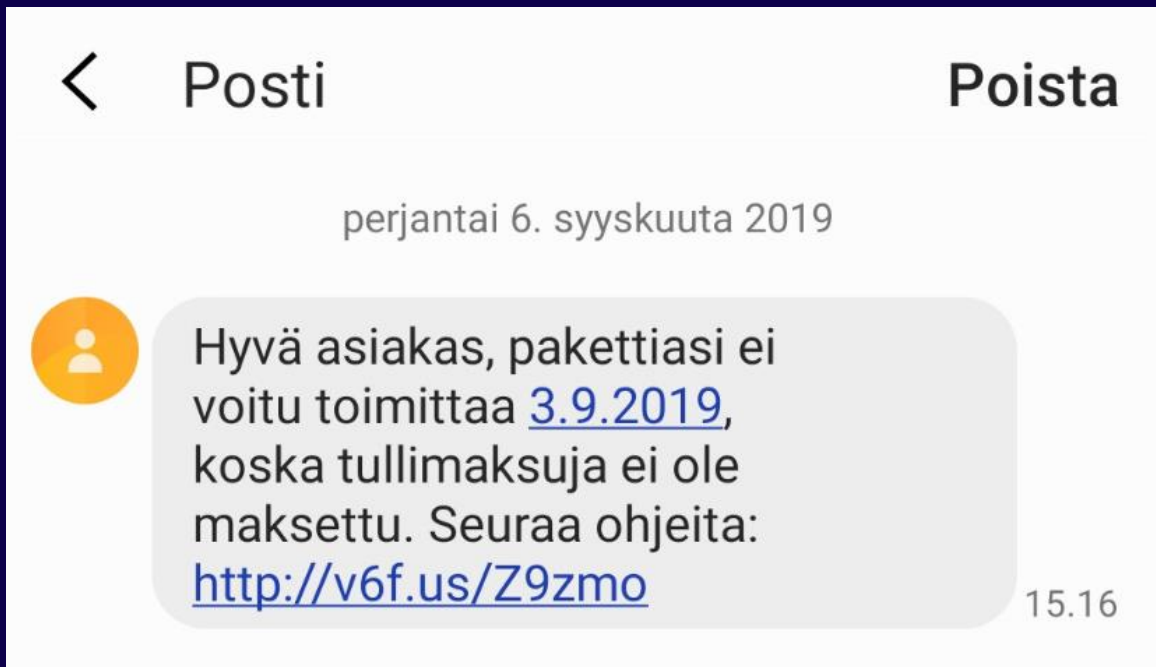 Posti
Poista
perjantai 6. syyskuuta 2019
Hyvä asiakas, pakettiasi ei
voitu toimittaa 3.9.2019,
koska tullimaksuja ei ole
maksettu. Seuraa ohjeita:
http://v6f.us/Z9zmo
15.16